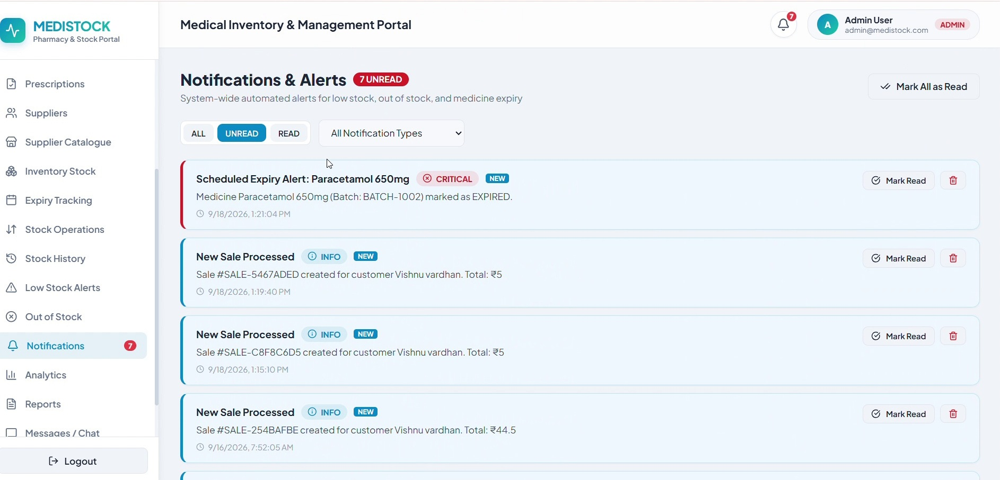 MEDISTOCK
Pharmacy & Stock Portal
Medical Inventory & Management Portal
7
A
Admin User
admin@medistock.com
ADMIN
Prescriptions
Suppliers
Supplier Catalogue
Inventory Stock
Expiry Tracking
Stock Operations
Stock History
Low Stock Alerts
Out of Stock
Notifications 7
Analytics
Reports
Messages / Chat
Logout
Notifications & Alerts 7 UNREAD
System-wide automated alerts for low stock, out of stock, and medicine expiry
Mark All as Read
ALL UNREAD READ All Notification Types
Scheduled Expiry Alert: Paracetamol 650mg CRITICAL NEW Mark Read
Medicine Paracetamol 650mg (Batch: BATCH-1002) marked as EXPIRED.
9/18/2026, 1:21:04 PM
New Sale Processed INFO NEW Mark Read
Sale #SALE-5467ADED created for customer Vishnu vardhan. Total: ₹5
9/18/2026, 1:19:40 PM
New Sale Processed INFO NEW Mark Read
Sale #SALE-C8F8C6D5 created for customer Vishnu vardhan. Total: ₹5
9/18/2026, 1:15:10 PM
New Sale Processed INFO NEW Mark Read
Sale #SALE-254BAFBE created for customer Vishnu vardhan. Total: ₹44.5
9/16/2026, 7:52:05 AM